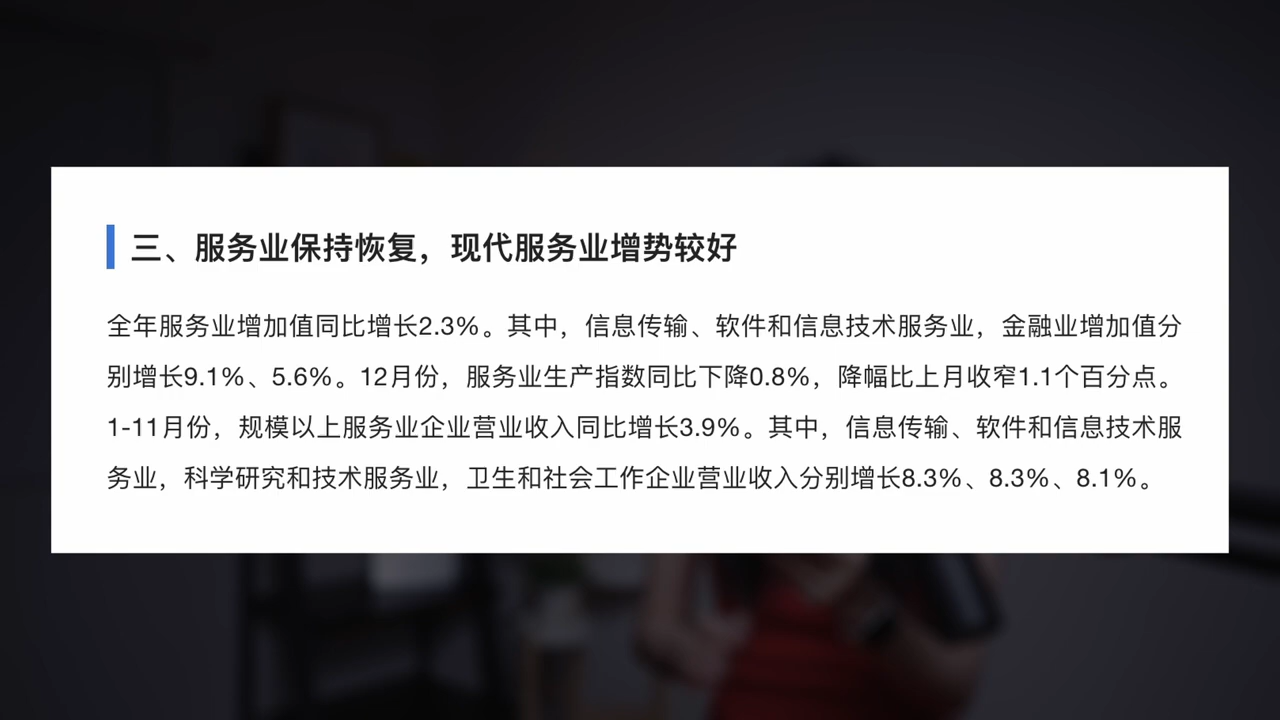 三、服务业保持恢复，现代服务业增势较好
全年服务业增加值同比增长2.3%。其中，信息传输、软件和信息技术服务业，金融业增加值分
别增长9.1%、5.6%。12月份，服务业生产指数同比下降0.8%，降幅比上月收窄1.1个百分点。
1-11月份，规模以上服务业企业营业收入同比增长3.9%。其中，信息传输、软件和信息技术服
务业，科学研究和技术服务业，卫生和社会工作企业营业收入分别增长8.3%、8.3%、8.1%。